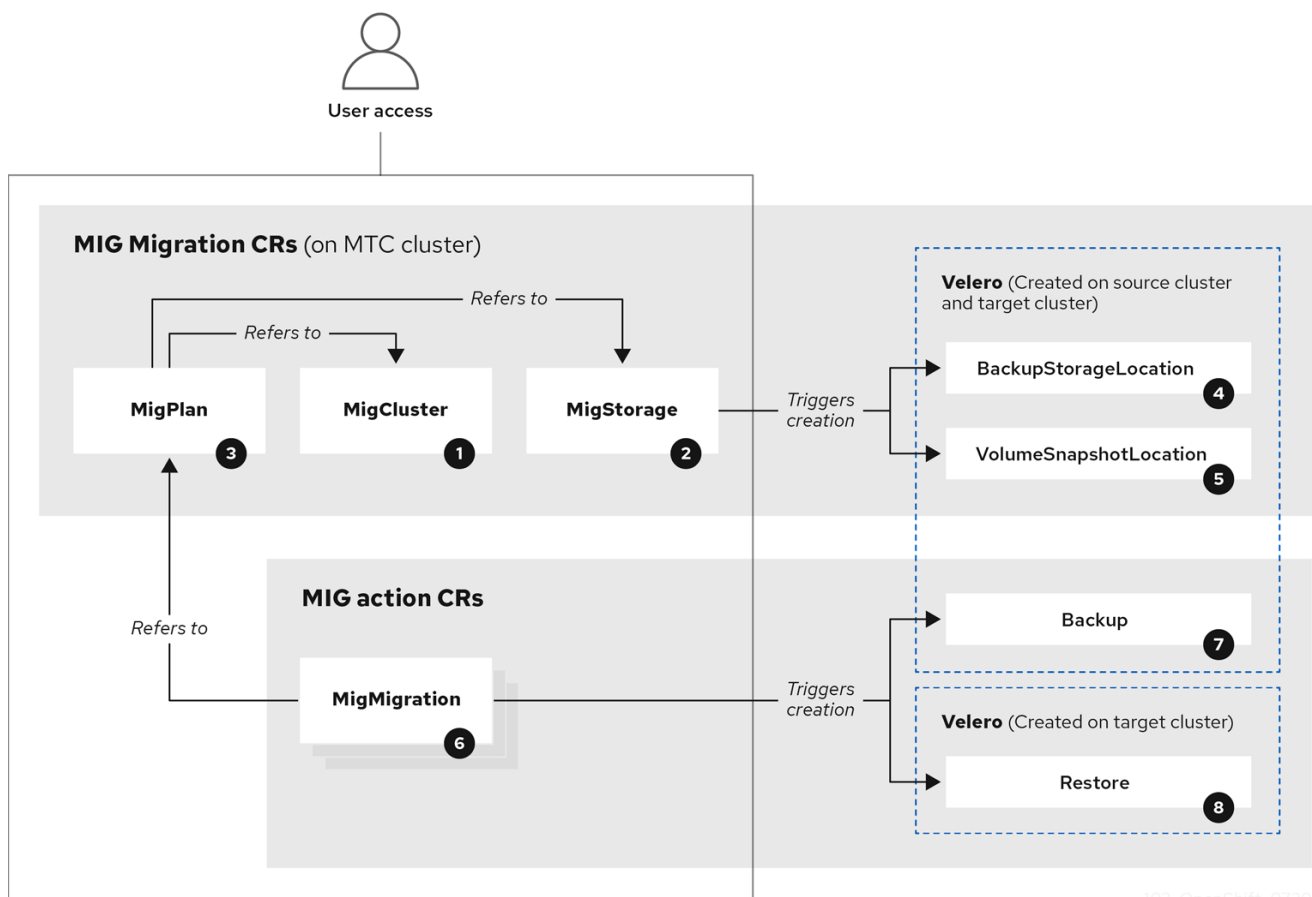 User access
MIG Migration CRs (on MTC cluster)
Refers to
Refers to
MigPlan
3
MigCluster
1
MigStorage
2
Triggers
creation
Velero (Created on source cluster
and target cluster)
BackupStorageLocation
4
VolumeSnapshotLocation
5
Refers to
MIG action CRs
MigMigration
6
Triggers
creation
Backup
7
Velero (Created on target cluster)
Restore
8